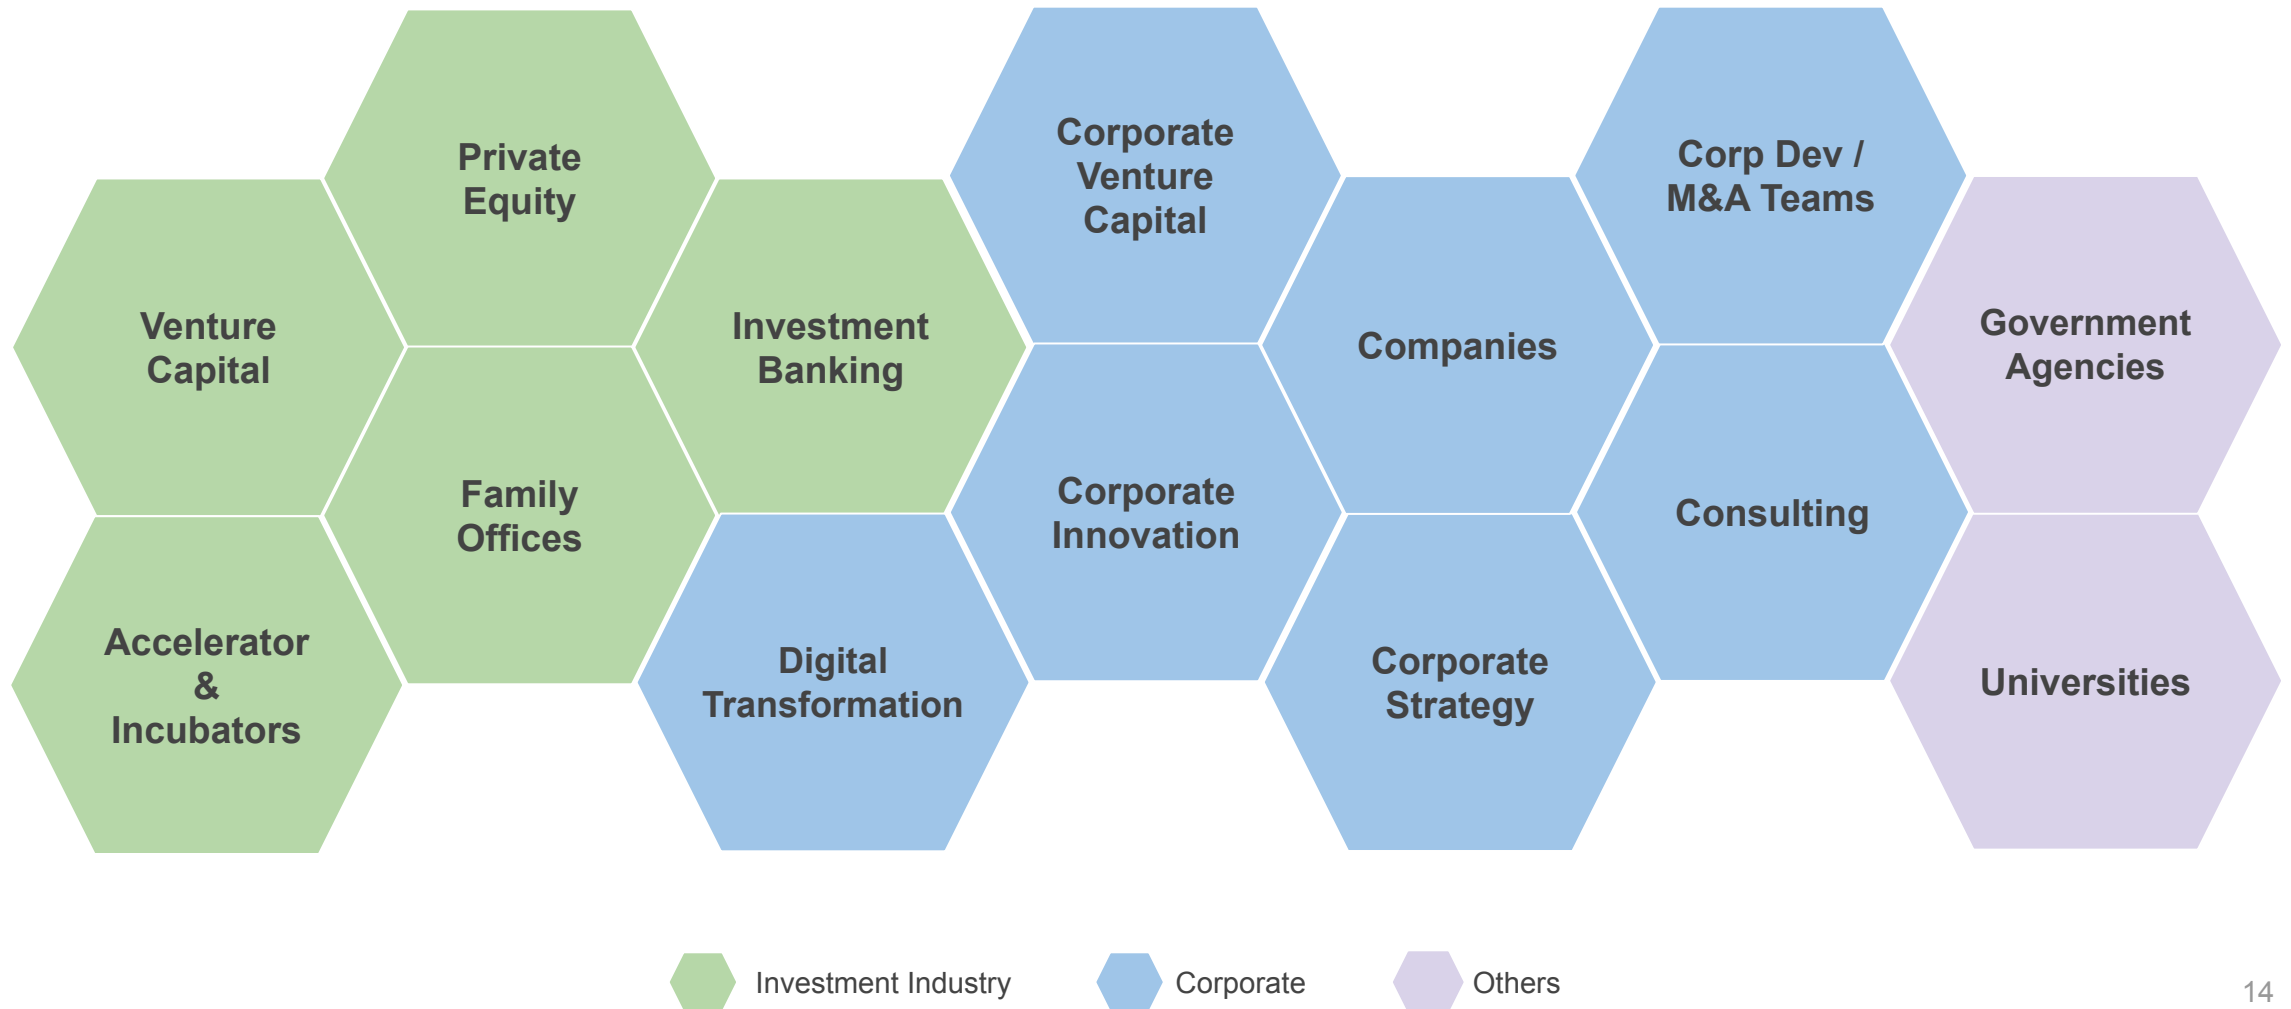 Private
Equity
Corporate
Venture
Capital
Corp Dev /
M&A Teams
Venture
Capital
Investment
Banking
Companies
Government
Agencies
Family
Offices
Corporate
Innovation
Consulting
Accelerator
&
Incubators
Digital
Transformation
Corporate
Strategy
Universities
Investment Industry
Corporate
Others
14